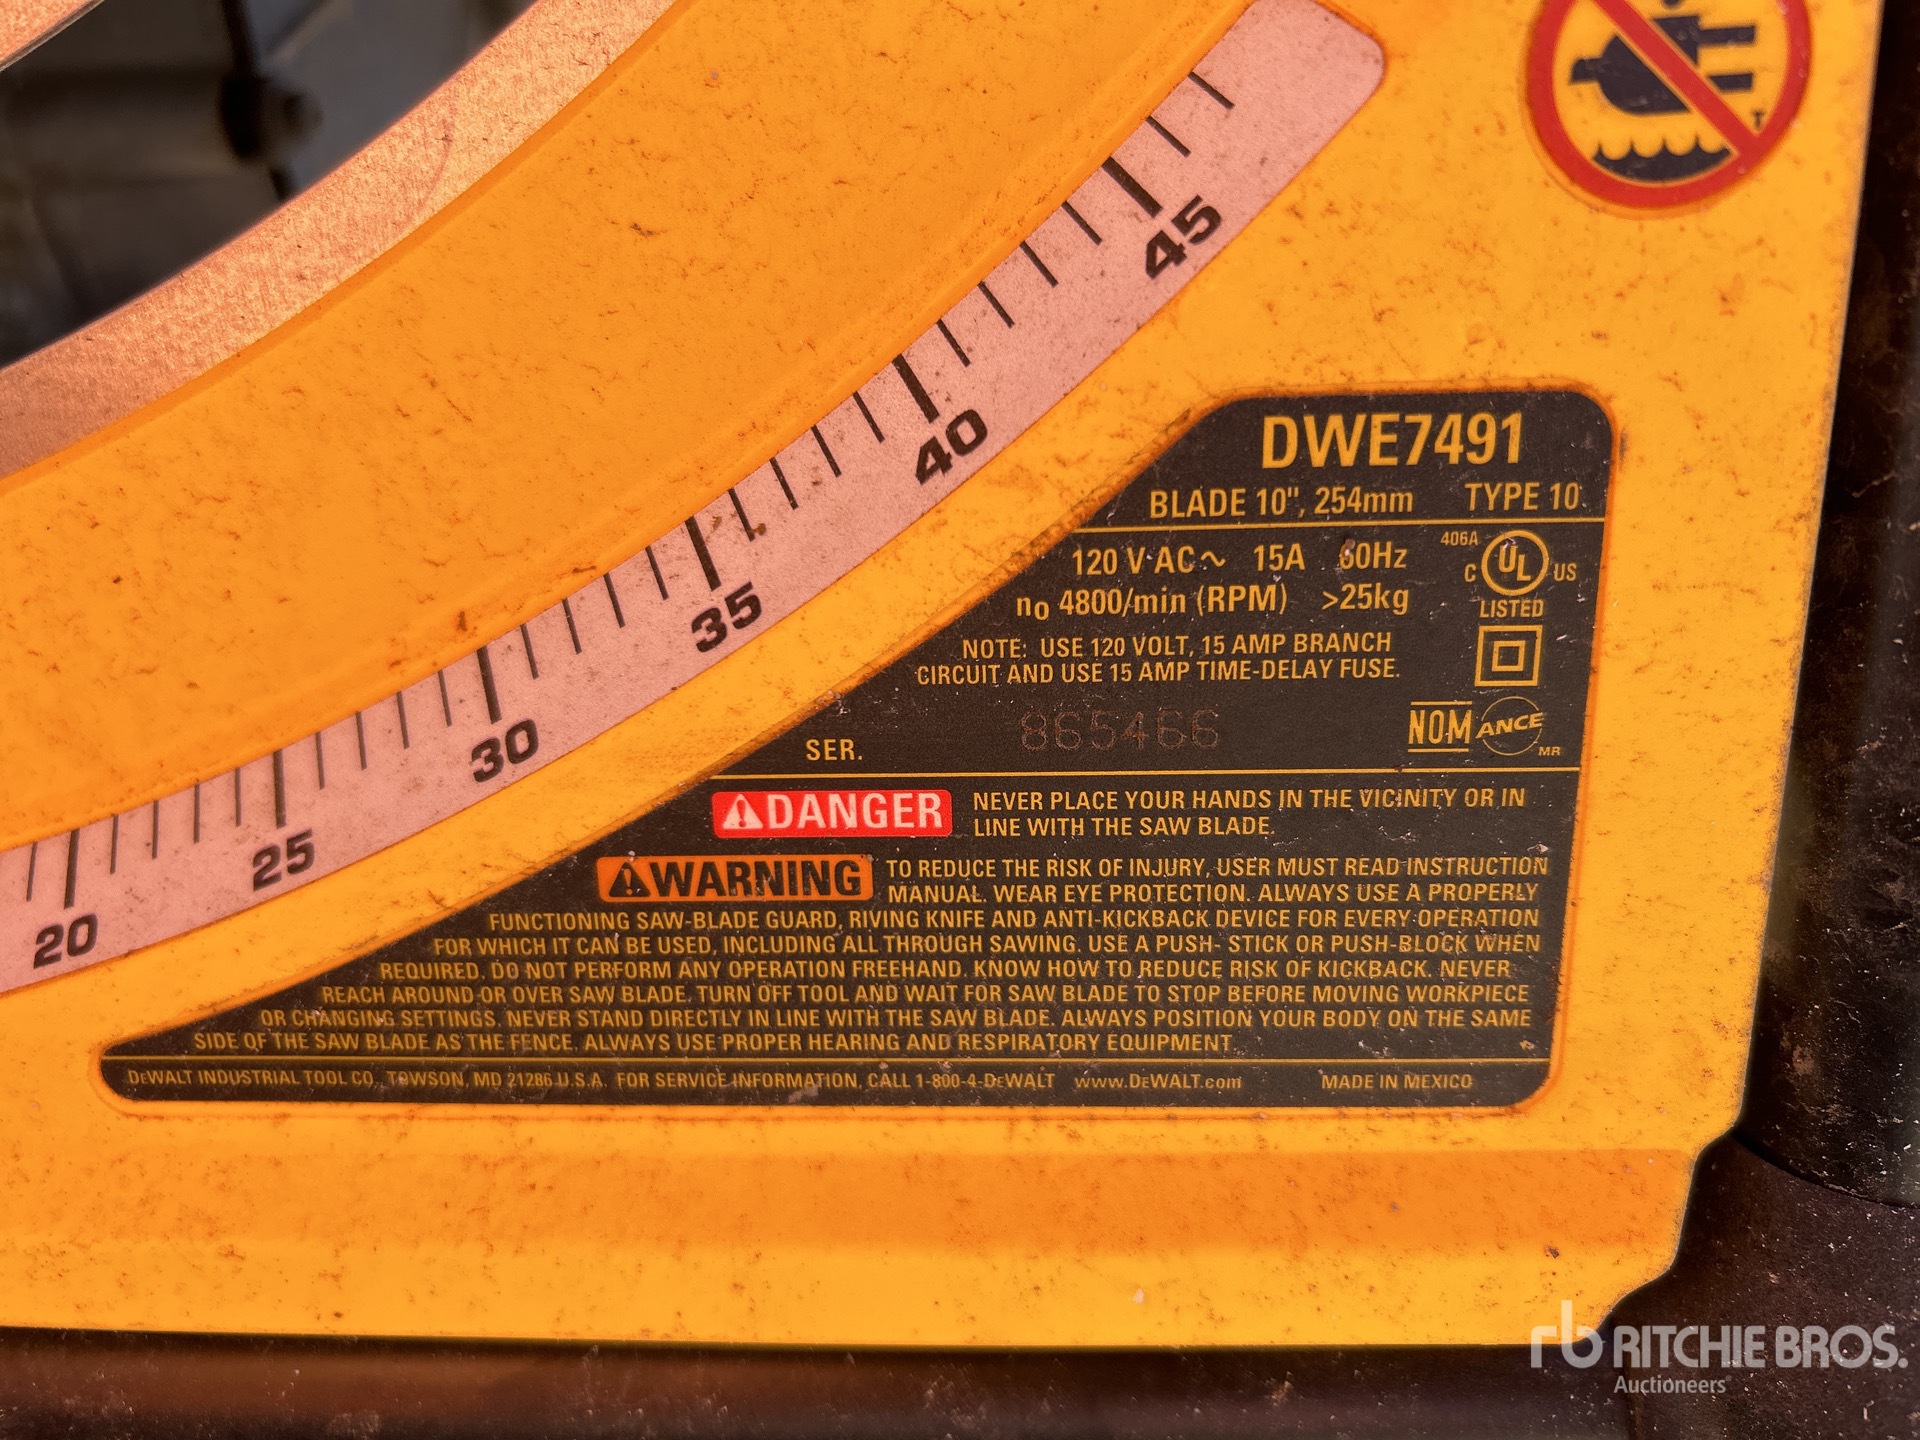 45
40
35
30
25
20
DWE7491
BLADE 10", 254mm TYPE 10
120 V AC~ 15A 60Hz
n₀ 4800/min (RPM) >25kg
406A
C UL US
LISTED
NOTE: USE 120 VOLT, 15 AMP BRANCH
CIRCUIT AND USE 15 AMP TIME-DELAY FUSE.
SER. 865466
NOM ANCE MR
DANGER NEVER PLACE YOUR HANDS IN THE VICINITY OR IN
LINE WITH THE SAW BLADE.
WARNING TO REDUCE THE RISK OF INJURY, USER MUST READ INSTRUCTION
MANUAL. WEAR EYE PROTECTION. ALWAYS USE A PROPERLY
FUNCTIONING SAW-BLADE GUARD, RIVING KNIFE AND ANTI-KICKBACK DEVICE FOR EVERY OPERATION
FOR WHICH IT CAN BE USED, INCLUDING ALL THROUGH SAWING. USE A PUSH- STICK OR PUSH-BLOCK WHEN
REQUIRED. DO NOT PERFORM ANY OPERATION FREEHAND. KNOW HOW TO REDUCE RISK OF KICKBACK. NEVER
REACH AROUND OR OVER SAW BLADE. TURN OFF TOOL AND WAIT FOR SAW BLADE TO STOP BEFORE MOVING WORKPIECE
OR CHANGING SETTINGS. NEVER STAND DIRECTLY IN LINE WITH THE SAW BLADE. ALWAYS POSITION YOUR BODY ON THE SAME
SIDE OF THE SAW BLADE AS THE FENCE. ALWAYS USE PROPER HEARING AND RESPIRATORY EQUIPMENT.
DEWALT INDUSTRIAL TOOL CO., TOWSON, MD 21286 U.S.A. FOR SERVICE INFORMATION, CALL 1-800-4-DEWALT www.DEWALT.com MADE IN MEXICO
rb RITCHIE BROS.
Auctioneers